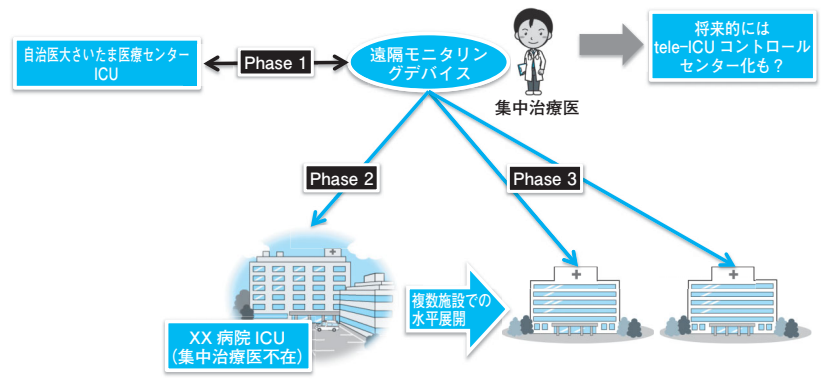 自治医大さいたま医療センター
ICU
Phase 1
遠隔モニタリン
グデバイス
集中治療医
将来的には
tele-ICU コントロール
センター化も？
Phase 2
Phase 3
XX 病院 ICU
(集中治療医不在)
複数施設での
水平展開